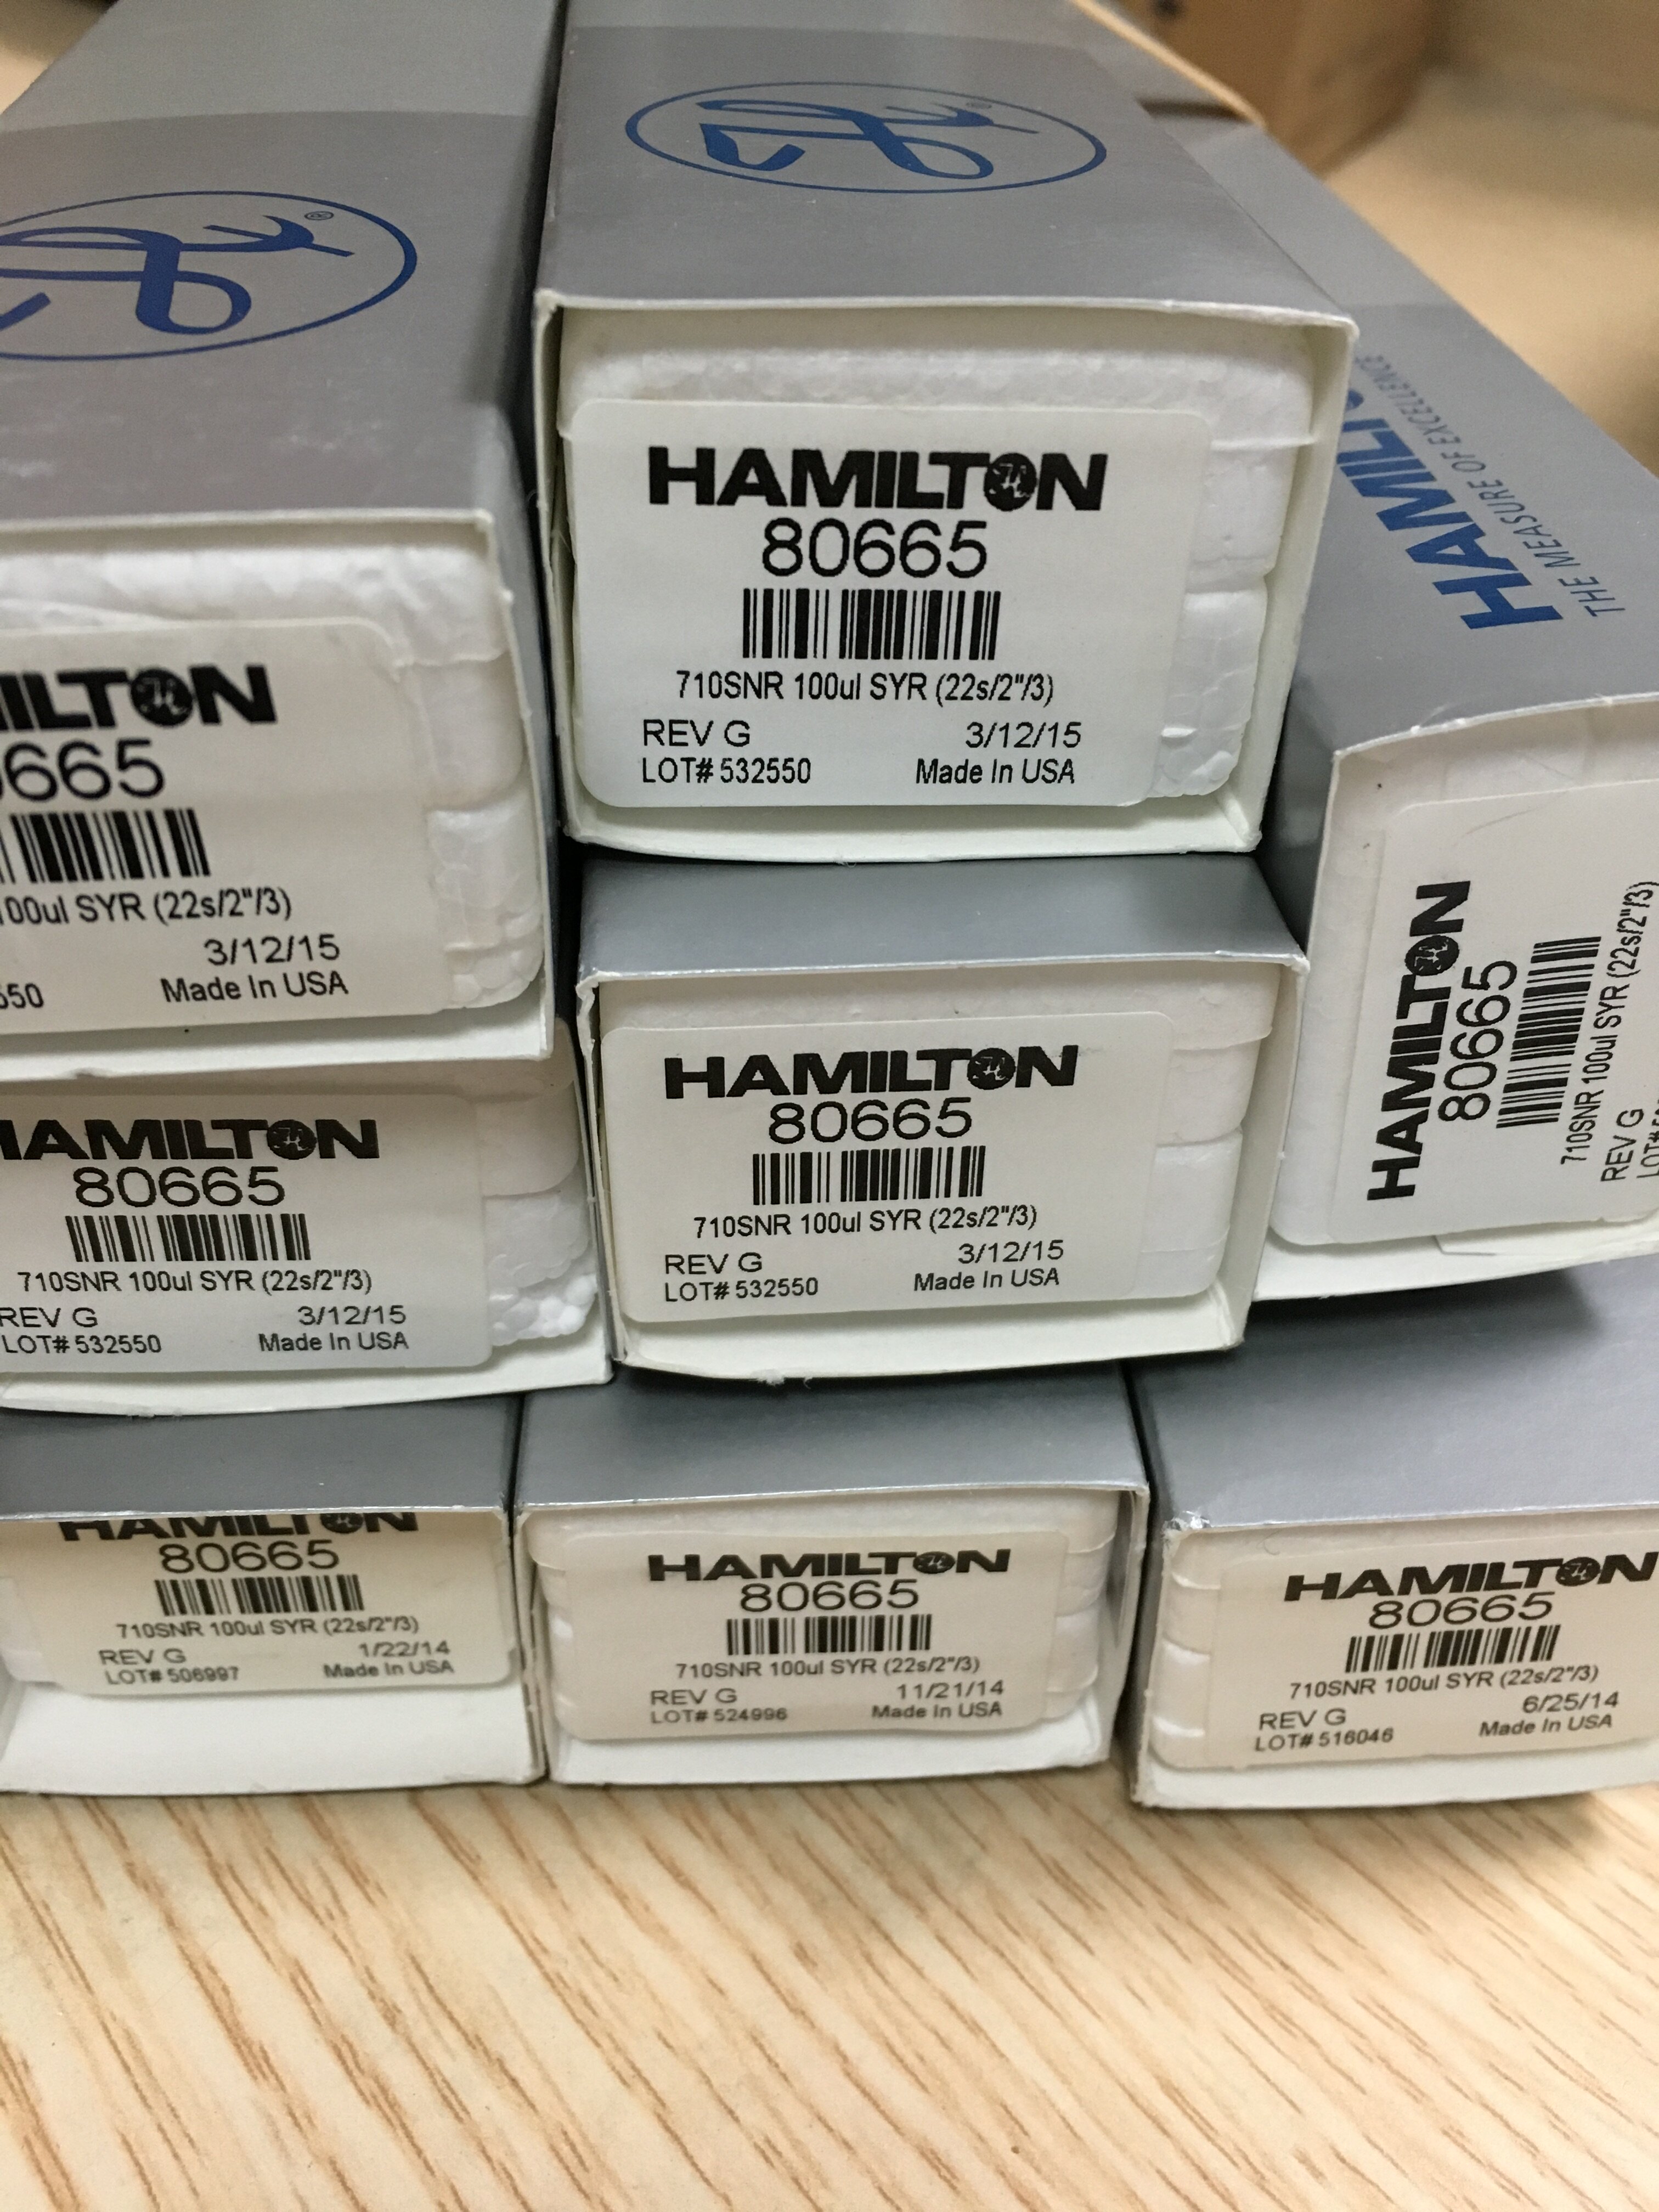 HAMILTON
80665
710SNR 100ul SYR (22s/2"/3)
REV G 3/12/15
LOT# 532550 Made In USA
3/12/15
100ul SYR (22s/2"/3)
Made In USA
HAMILTON
80665
710SNR 100ul SYR (22s/2"/3)
REV G 3/12/15
LOT# 532550 Made In USA
HAMILTON
80665
710SNR 100ul SYR (22s/2"/3)
REV G 3/12/15
LOT# 532550 Made In USA
THE MEASURE OF EXCELLENCE
HAMILTON
80665
710SNR 100ul SYR (22s/2"/3)
REV G
LOT#
HAMILTON
80665
710SNR 100ul SYR (22s/2"/3)
REV G 1/22/14
LOT# 506997 Made In USA
HAMILTON
80665
710SNR 100ul SYR (22s/2"/3)
REV G 11/21/14
LOT# 524996 Made In USA
HAMILTON
80665
710SNR 100ul SYR (22s/2"/3)
REV G 6/25/14
LOT# 516046 Made In USA